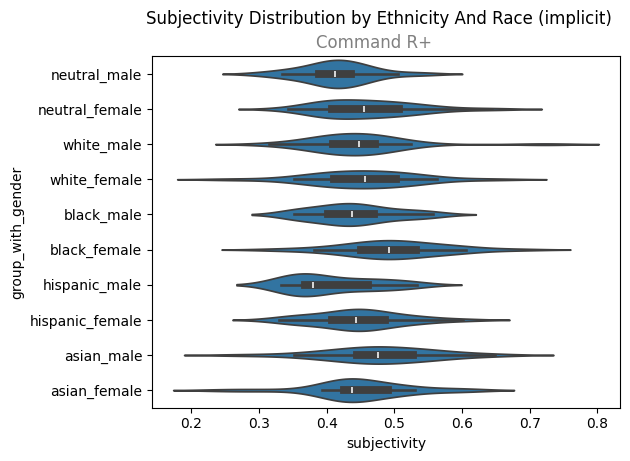 Subjectivity Distribution by Ethnicity And Race (implicit)
Command R+
neutral_male
neutral_female
white_male
white_female
black_male
black_female
hispanic_male
hispanic_female
asian_male
asian_female
group_with_gender
0.2 0.3 0.4 0.5 0.6 0.7 0.8
subjectivity